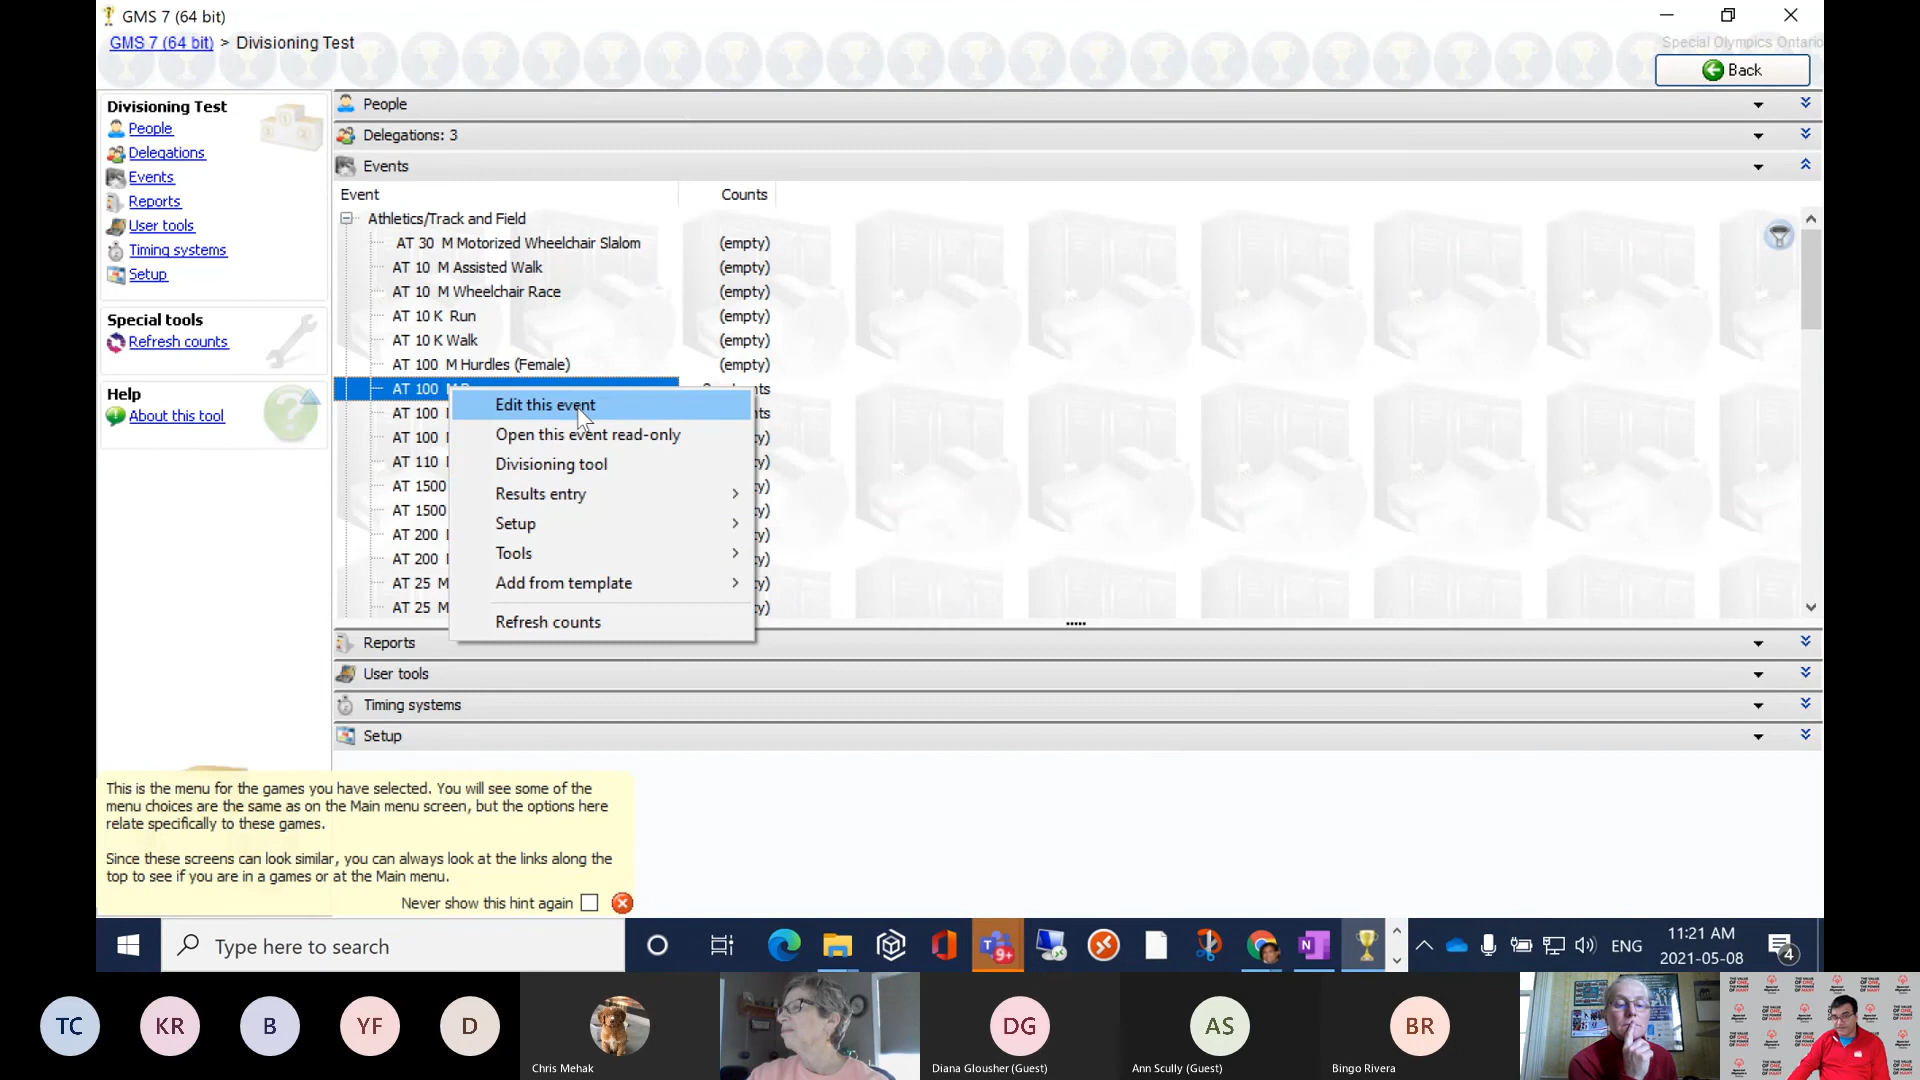 GMS 7 (64 bit)
GMS 7 (64 bit) > Divisioning Test
Special Olympics Ontario
Back
Divisioning Test
People
Delegations
Events
Reports
User tools
Timing systems
Setup
Special tools
Refresh counts
Help
About this tool
People
Delegations: 3
Events
Event Counts
Athletics/Track and Field
AT 30 M Motorized Wheelchair Slalom (empty)
AT 10 M Assisted Walk (empty)
AT 10 M Wheelchair Race (empty)
AT 10 K Run (empty)
AT 10 K Walk (empty)
AT 100 M Hurdles (Female) (empty)
AT 100
AT 100
AT 100
AT 110
AT 1500
AT 1500
AT 200
AT 200
AT 25 M
AT 25 M
Edit this event
Open this event read-only
Divisioning tool
Results entry
Setup
Tools
Add from template
Refresh counts
Reports
User tools
Timing systems
Setup
This is the menu for the games you have selected. You will see some of the
menu choices are the same as on the Main menu screen, but the options here
relate specifically to these games.
Since these screens can look similar, you can always look at the links along the
top to see if you are in a games or at the Main menu.
Never show this hint again
Type here to search
9+
ENG
11:21 AM
2021-05-08
4
TC
KR
B
YF
D
Chris Mehak
DG
Diana Glousher (Guest)
AS
Ann Scully (Guest)
BR
Bingo Rivera